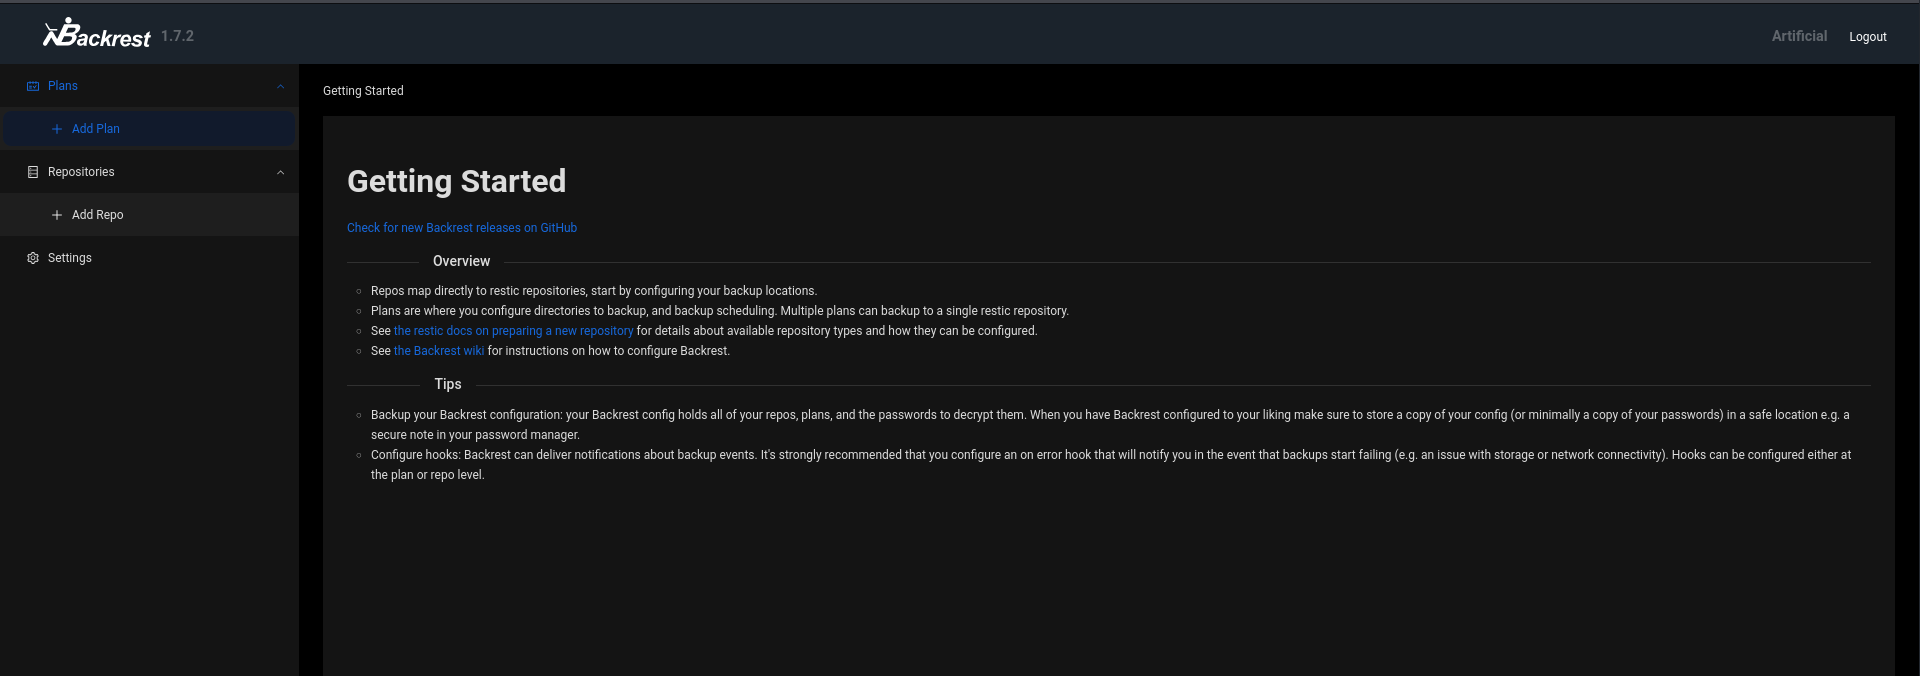 Backrest 1.7.2
Artificial
Logout
Plans
Add Plan
Repositories
Add Repo
Settings
Getting Started
Getting Started
Check for new Backrest releases on GitHub
Overview
Repos map directly to restic repositories, start by configuring your backup locations.
Plans are where you configure directories to backup, and backup scheduling. Multiple plans can backup to a single restic repository.
See the restic docs on preparing a new repository for details about available repository types and how they can be configured.
See the Backrest wiki for instructions on how to configure Backrest.
Tips
Backup your Backrest configuration: your Backrest config holds all of your repos, plans, and the passwords to decrypt them. When you have Backrest configured to your liking make sure to store a copy of your config (or minimally a copy of your passwords) in a safe location e.g. a
secure note in your password manager.
Configure hooks: Backrest can deliver notifications about backup events. It's strongly recommended that you configure an on error hook that will notify you in the event that backups start failing (e.g. an issue with storage or network connectivity). Hooks can be configured either at
the plan or repo level.